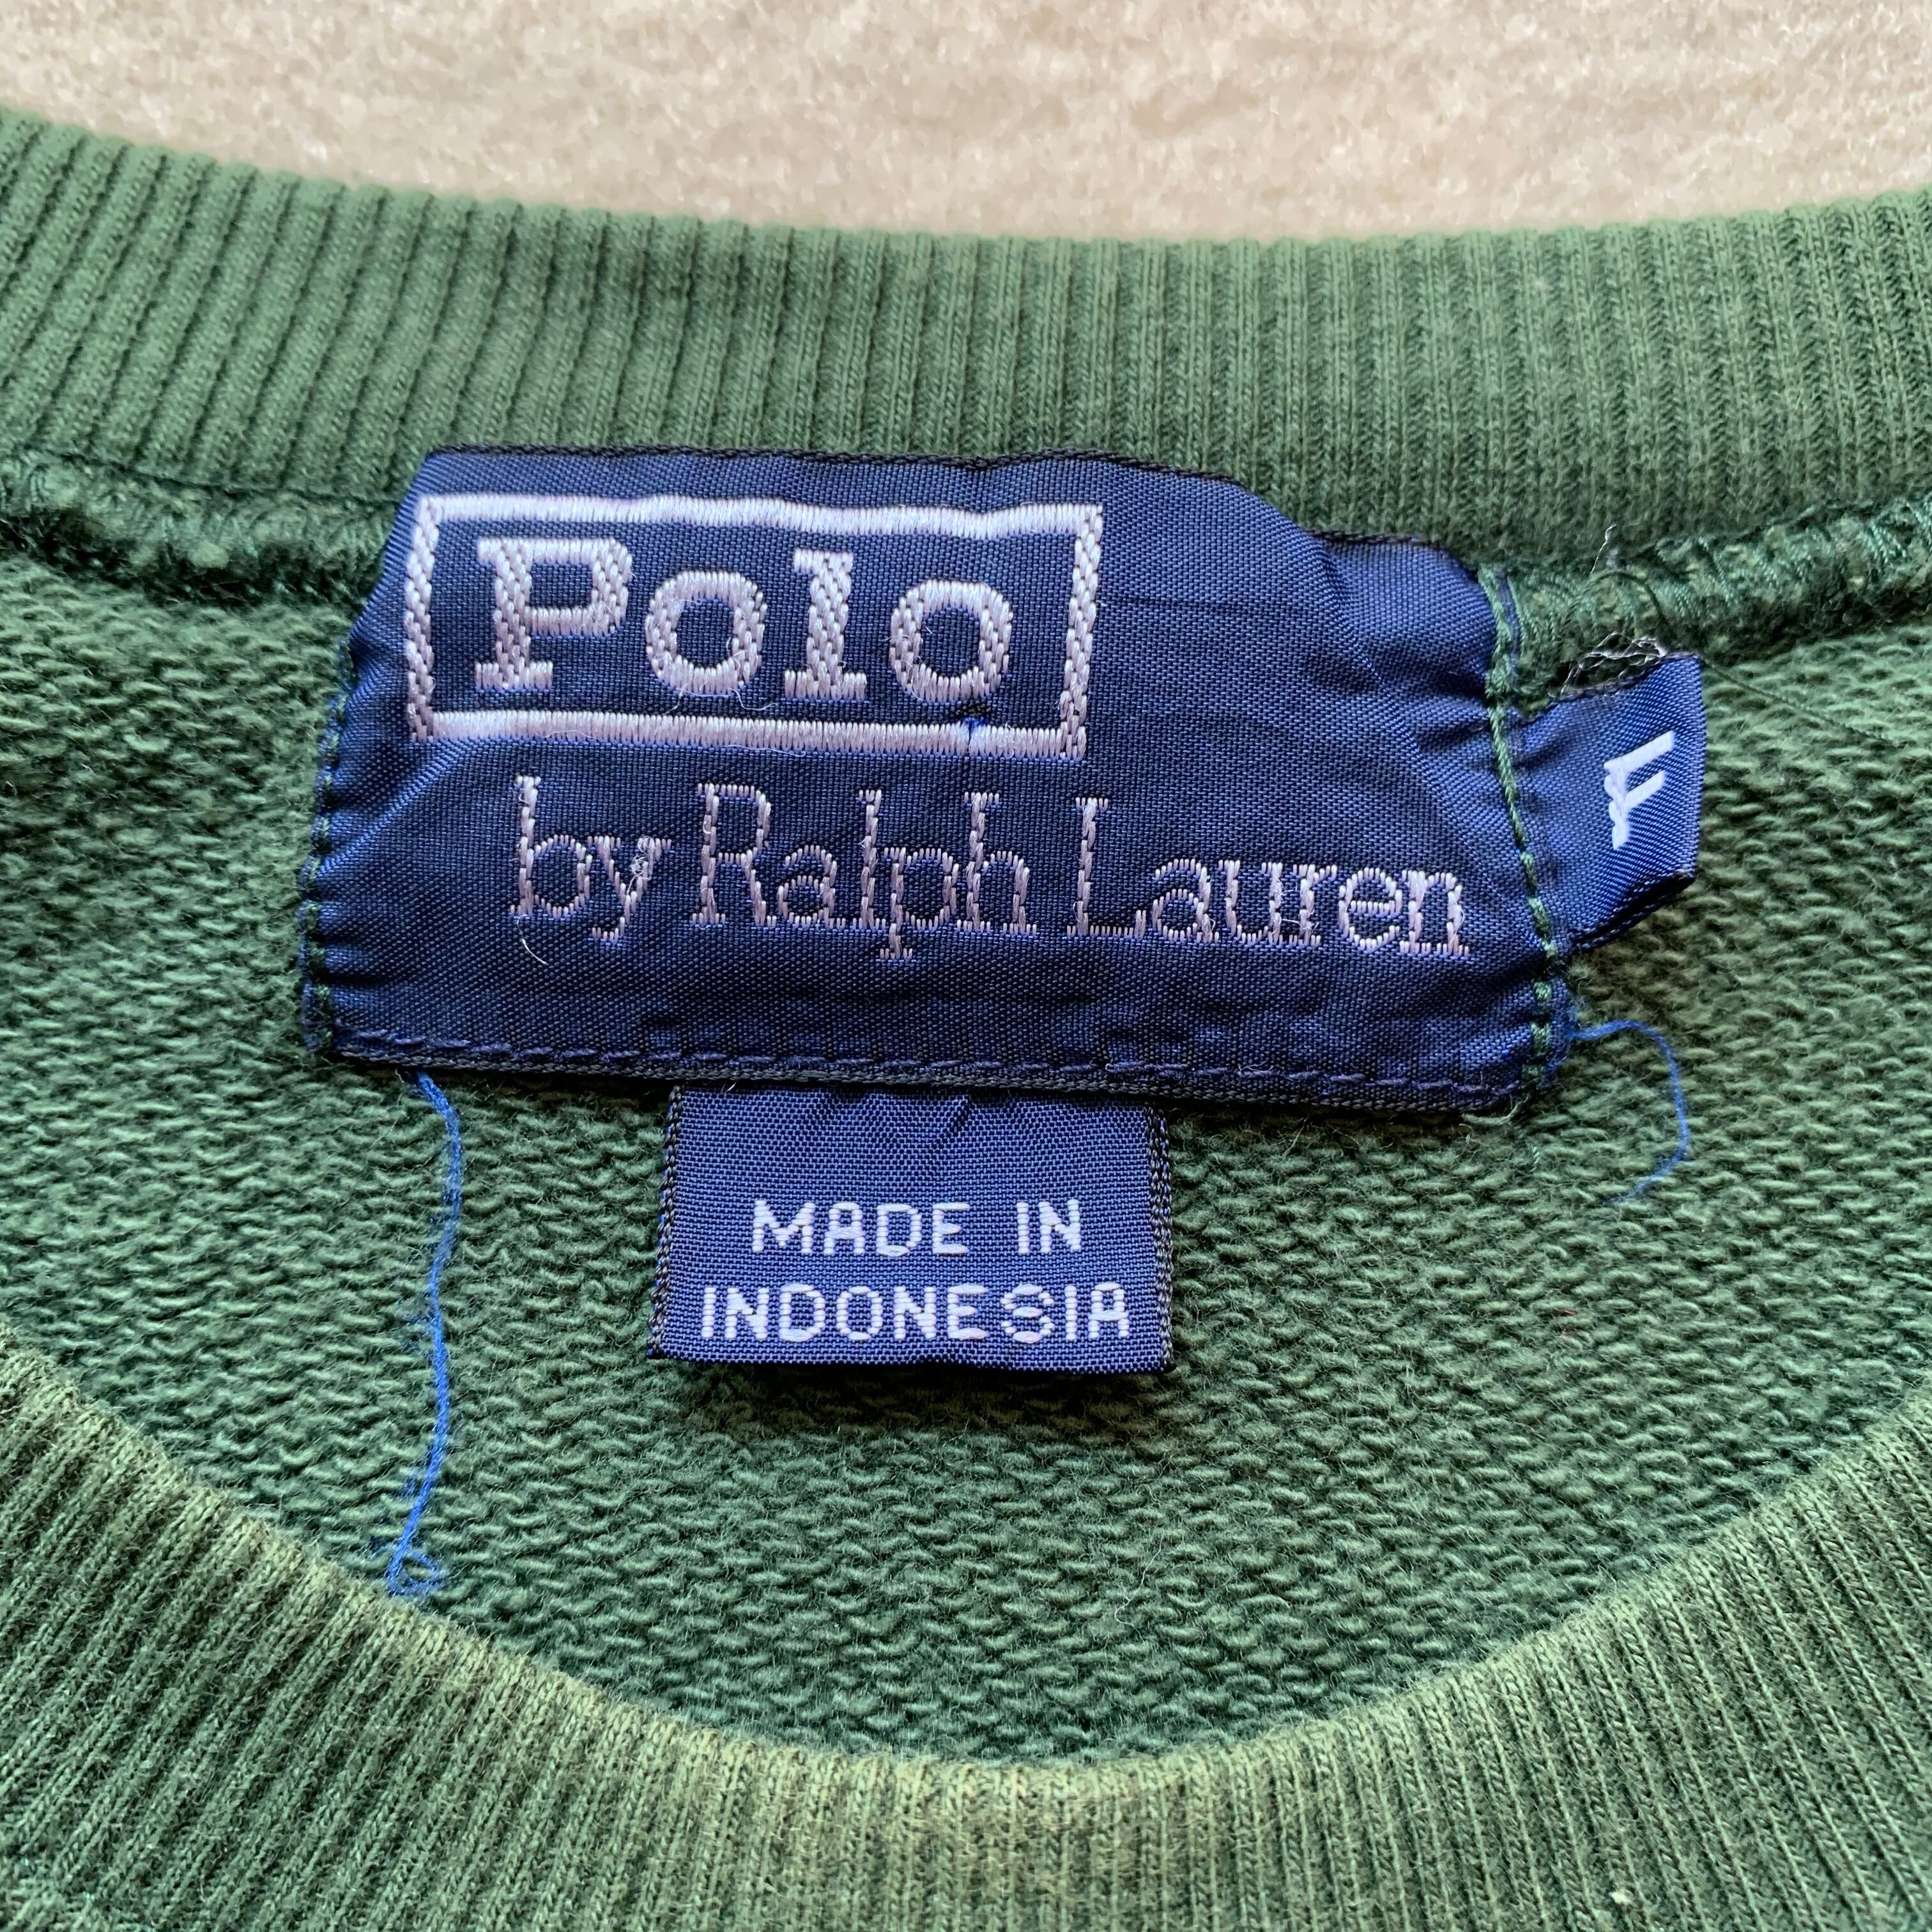 Polo
by Ralph Lauren
MADE IN
INDONESIA